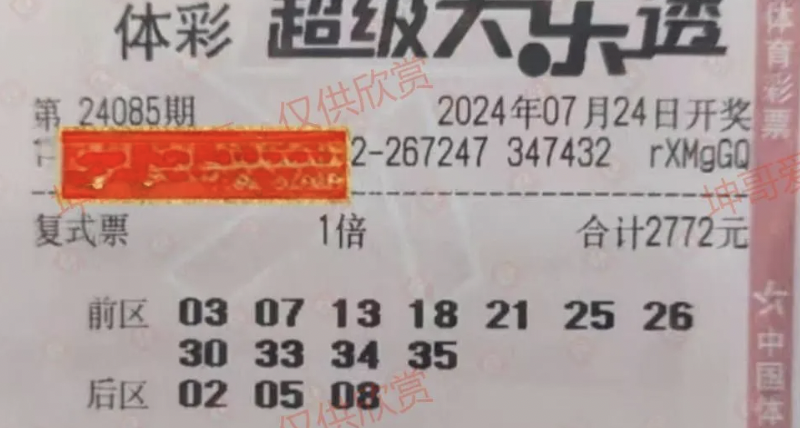 体彩 超级大乐透
第 24085期 2024年07月24日开奖
2-267247 347432 rXMgGQ
复式票 1倍 合计2772元
前区 03 07 13 18 21 25 26
30 33 34 35
后区 02 05 08
体育彩票
中国体
仅供欣赏
坤哥爱
仅供欣赏